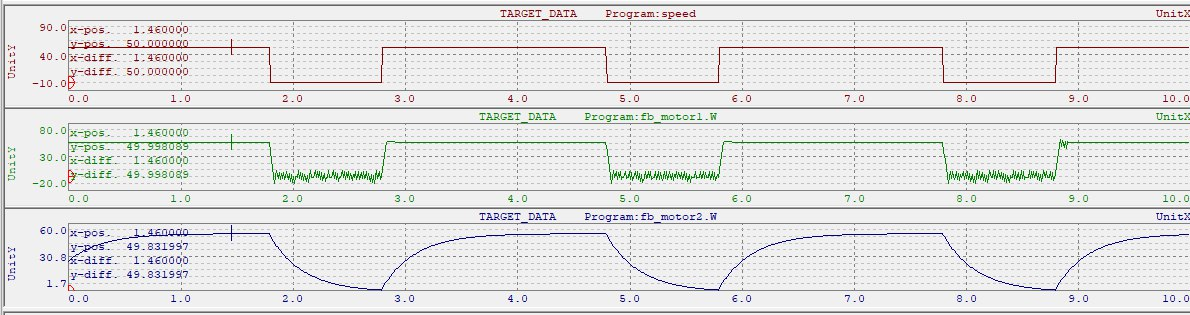 TARGET_DATA Program:speed UnitX
90.0
x-pos. 1.460000
y-pos. 50.000000
40.0
x-diff. 1.460000
y-diff. 50.000000
-10.0
UnitY
0.0 1.0 2.0 3.0 4.0 5.0 6.0 7.0 8.0 9.0 10.0
TARGET_DATA Program:fb_motor1.W UnitX
80.0
x-pos. 1.460000
y-pos. 49.998089
30.0
x-diff. 1.460000
y-diff. 49.998089
-20.0
UnitY
0.0 1.0 2.0 3.0 4.0 5.0 6.0 7.0 8.0 9.0 10.0
TARGET_DATA Program:fb_motor2.W UnitX
60.0
x-pos. 1.460000
y-pos. 49.831997
30.8
x-diff. 1.460000
y-diff. 49.831997
1.7
UnitY
0.0 1.0 2.0 3.0 4.0 5.0 6.0 7.0 8.0 9.0 10.0